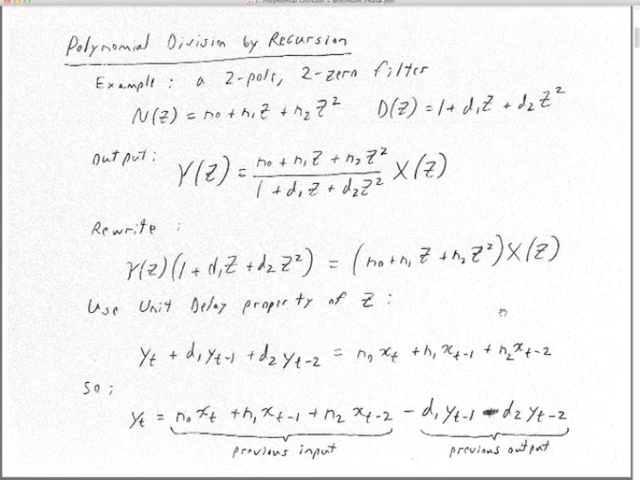 Polynomial Division by Recursion
Example: a 2-pole, 2-zero filter
N(Z) = n₀ + n₁Z + n₂Z² D(Z) = 1 + d₁Z + d₂Z²
Output: Y(Z) = (n₀ + n₁Z + n₂Z²) / (1 + d₁Z + d₂Z²) X(Z)
Rewrite:
Y(Z)(1 + d₁Z + d₂Z²) = (n₀ + n₁Z + n₂Z²)X(Z)
Use Unit Delay property of Z:
yₜ + d₁yₜ₋₁ + d₂yₜ₋₂ = n₀xₜ + n₁xₜ₋₁ + n₂xₜ₋₂
So:
yₜ = n₀xₜ + n₁xₜ₋₁ + n₂xₜ₋₂ - d₁yₜ₋₁ - d₂yₜ₋₂
previous input previous output